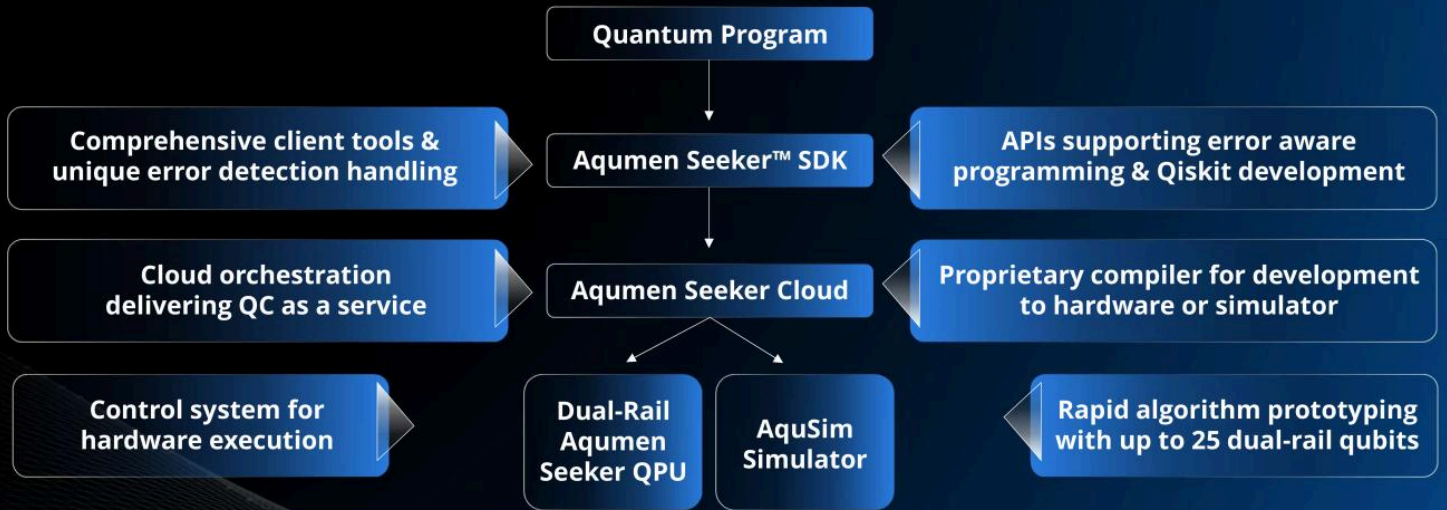 Quantum Program
Comprehensive client tools &
unique error detection handling
Aqumen Seeker™ SDK
APIs supporting error aware
programming & Qiskit development
Cloud orchestration
delivering QC as a service
Aqumen Seeker Cloud
Proprietary compiler for development
to hardware or simulator
Control system for
hardware execution
Dual-Rail
Aqumen
Seeker QPU
AquSim
Simulator
Rapid algorithm prototyping
with up to 25 dual-rail qubits